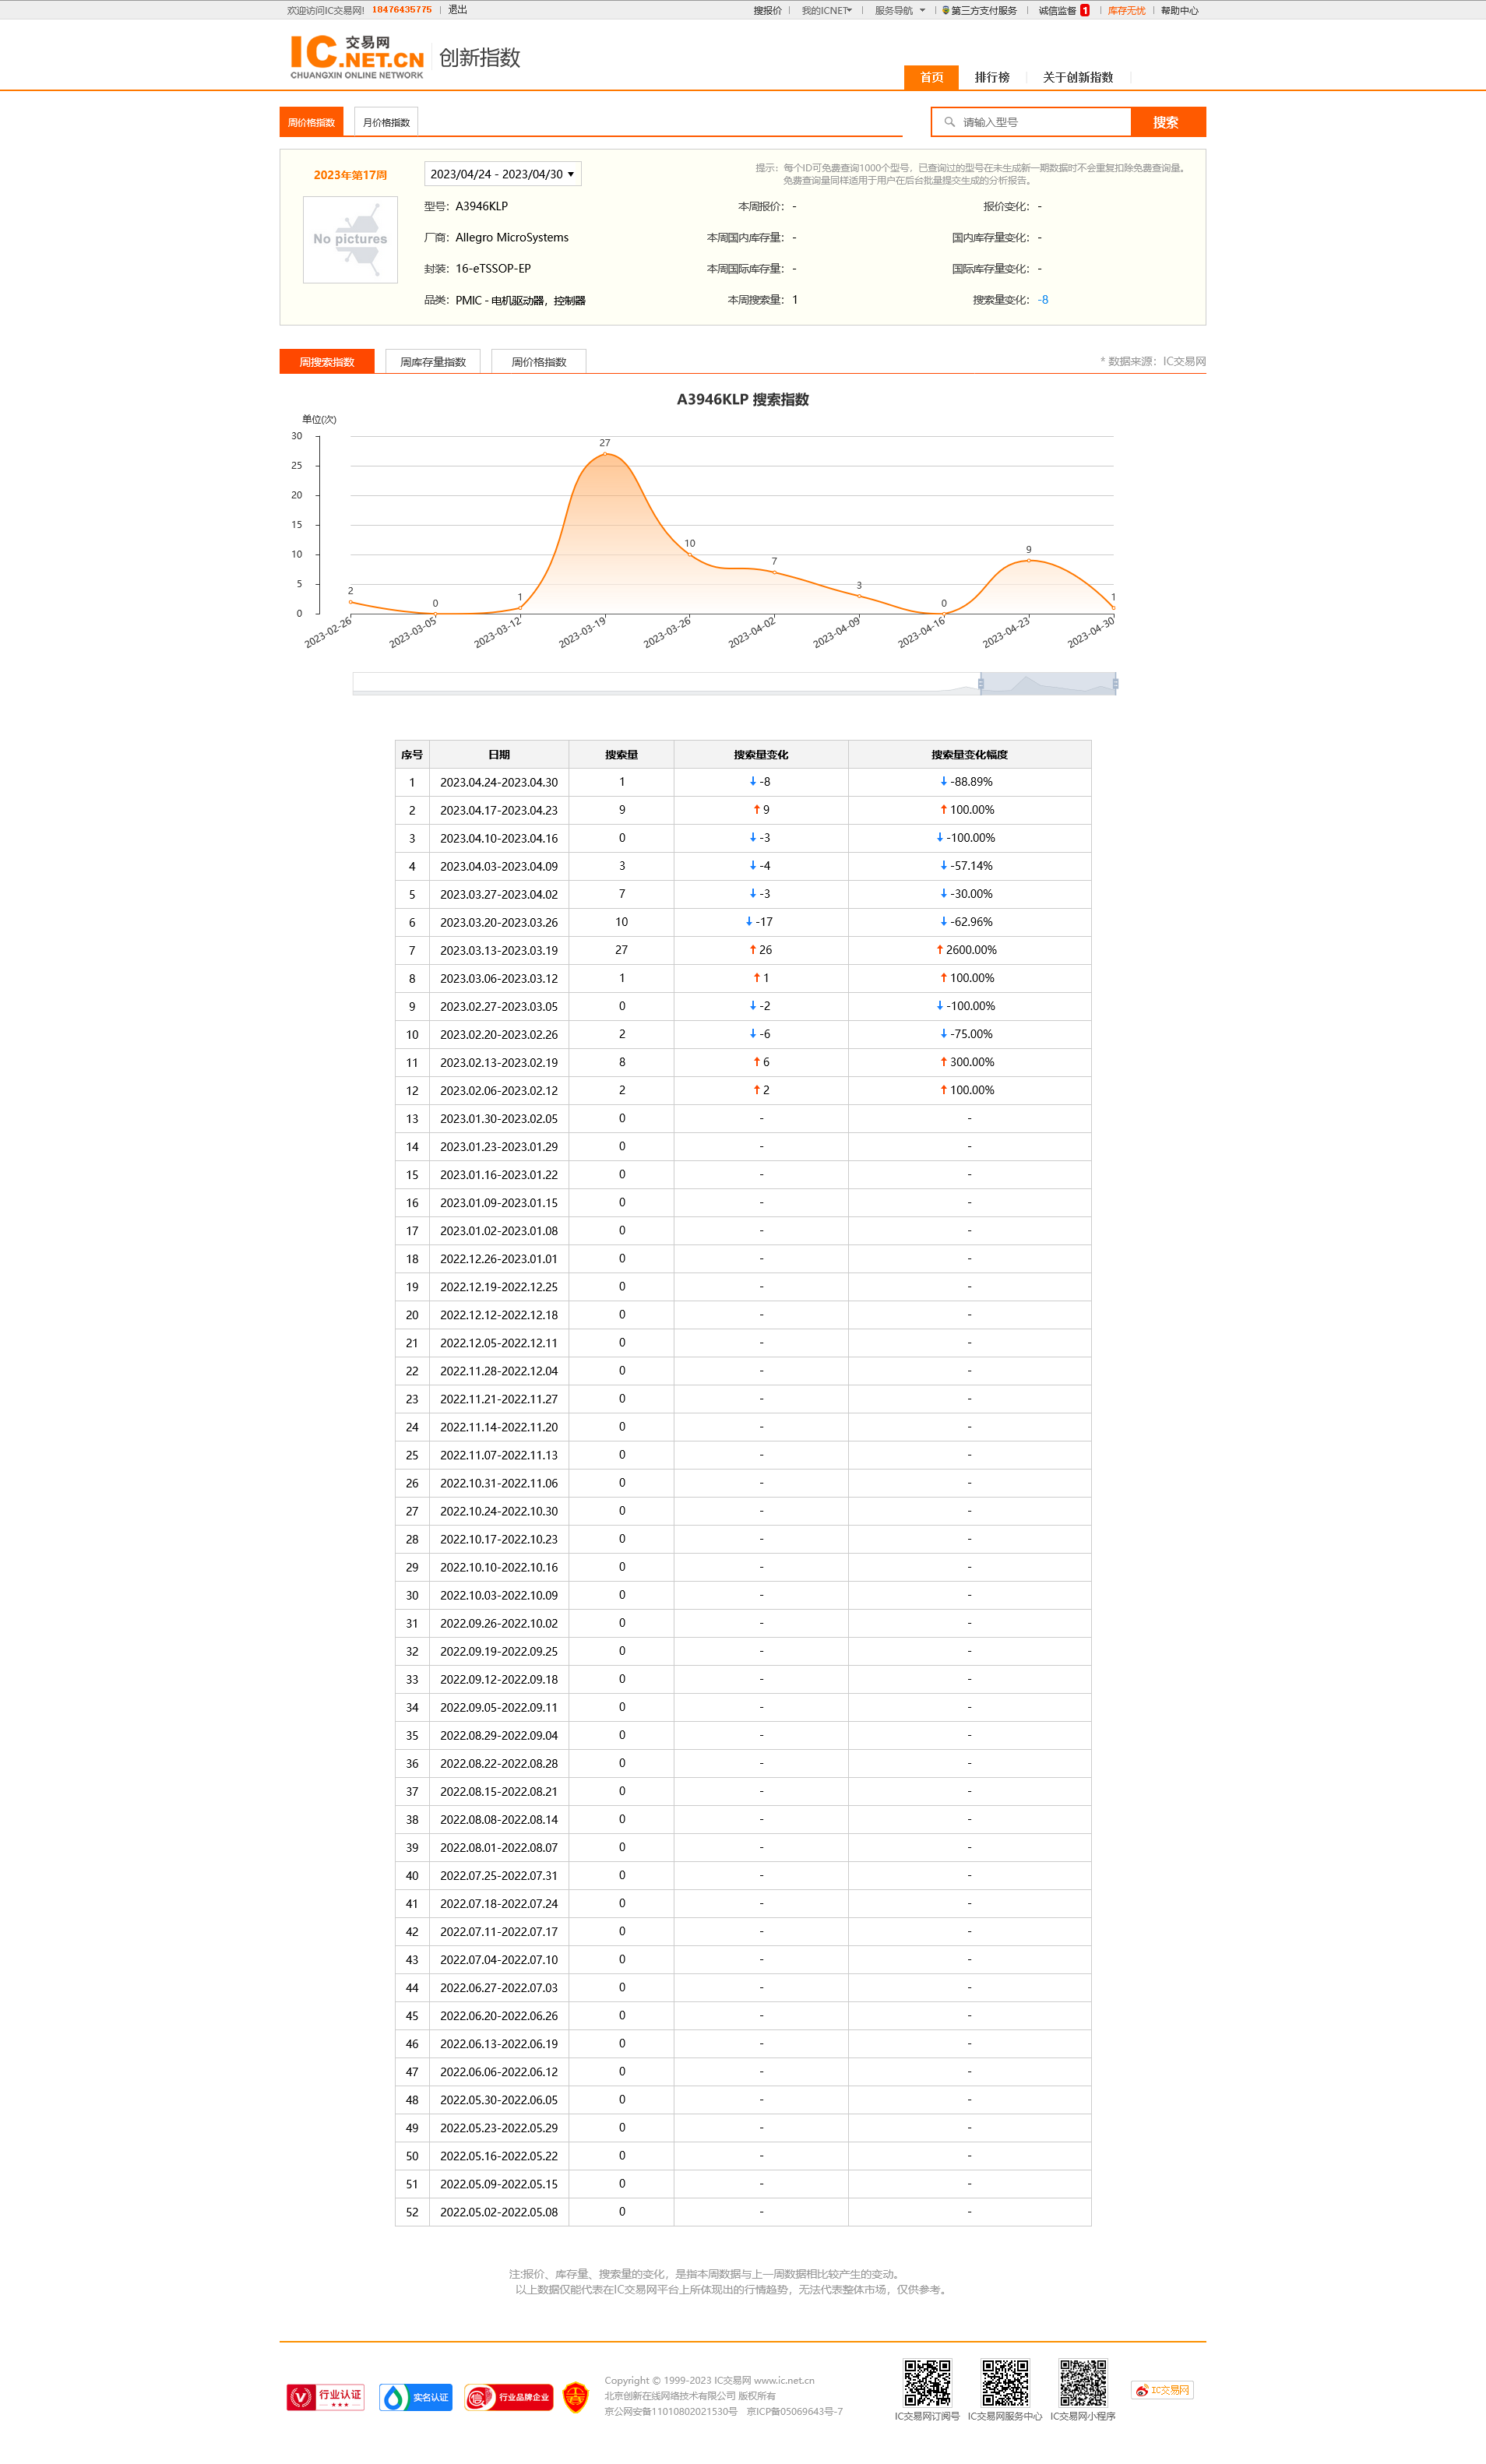 欢迎访问IC交易网! 18476435775 | 退出 搜报价 | 我的ICNET | 服务导航 | 第三方支付服务 | 诚信监督 1 | 库存无忧 | 帮助中心
IC 交易网
.NET.CN
CHUANGXIN ONLINE NETWORK
创新指数
首页 排行榜 关于创新指数
周价格指数 月价格指数 请输入型号 搜索
2023年第17周 2023/04/24 - 2023/04/30
提示：每个ID可免费查询1000个型号，已查询过的型号在未生成新一期数据时不会重复扣除免费查询量。
免费查询量同样适用于用户在后台批量提交生成的分析报告。
No pictures
型号： A3946KLP 本周报价： - 报价变化： -
厂商： Allegro MicroSystems 本周国内库存量： - 国内库存量变化： -
封装： 16-eTSSOP-EP 本周国际库存量： - 国际库存量变化： -
品类： PMIC - 电机驱动器，控制器 本周搜索量： 1 搜索量变化： -8
周搜索指数 周库存量指数 周价格指数 * 数据来源：IC交易网
A3946KLP 搜索指数
单位(次)
30
25
20
15
10
5
0
2 0 1 27 10 7 3 0 9 1
2023-02-26 2023-03-05 2023-03-12 2023-03-19 2023-03-26 2023-04-02 2023-04-09 2023-04-16 2023-04-23 2023-04-30
序号 日期 搜索量 搜索量变化 搜索量变化幅度
1 2023.04.24-2023.04.30 1 ↓ -8 ↓ -88.89%
2 2023.04.17-2023.04.23 9 ↑ 9 ↑ 100.00%
3 2023.04.10-2023.04.16 0 ↓ -3 ↓ -100.00%
4 2023.04.03-2023.04.09 3 ↓ -4 ↓ -57.14%
5 2023.03.27-2023.04.02 7 ↓ -3 ↓ -30.00%
6 2023.03.20-2023.03.26 10 ↓ -17 ↓ -62.96%
7 2023.03.13-2023.03.19 27 ↑ 26 ↑ 2600.00%
8 2023.03.06-2023.03.12 1 ↑ 1 ↑ 100.00%
9 2023.02.27-2023.03.05 0 ↓ -2 ↓ -100.00%
10 2023.02.20-2023.02.26 2 ↓ -6 ↓ -75.00%
11 2023.02.13-2023.02.19 8 ↑ 6 ↑ 300.00%
12 2023.02.06-2023.02.12 2 ↑ 2 ↑ 100.00%
13 2023.01.30-2023.02.05 0 - -
14 2023.01.23-2023.01.29 0 - -
15 2023.01.16-2023.01.22 0 - -
16 2023.01.09-2023.01.15 0 - -
17 2023.01.02-2023.01.08 0 - -
18 2022.12.26-2023.01.01 0 - -
19 2022.12.19-2022.12.25 0 - -
20 2022.12.12-2022.12.18 0 - -
21 2022.12.05-2022.12.11 0 - -
22 2022.11.28-2022.12.04 0 - -
23 2022.11.21-2022.11.27 0 - -
24 2022.11.14-2022.11.20 0 - -
25 2022.11.07-2022.11.13 0 - -
26 2022.10.31-2022.11.06 0 - -
27 2022.10.24-2022.10.30 0 - -
28 2022.10.17-2022.10.23 0 - -
29 2022.10.10-2022.10.16 0 - -
30 2022.10.03-2022.10.09 0 - -
31 2022.09.26-2022.10.02 0 - -
32 2022.09.19-2022.09.25 0 - -
33 2022.09.12-2022.09.18 0 - -
34 2022.09.05-2022.09.11 0 - -
35 2022.08.29-2022.09.04 0 - -
36 2022.08.22-2022.08.28 0 - -
37 2022.08.15-2022.08.21 0 - -
38 2022.08.08-2022.08.14 0 - -
39 2022.08.01-2022.08.07 0 - -
40 2022.07.25-2022.07.31 0 - -
41 2022.07.18-2022.07.24 0 - -
42 2022.07.11-2022.07.17 0 - -
43 2022.07.04-2022.07.10 0 - -
44 2022.06.27-2022.07.03 0 - -
45 2022.06.20-2022.06.26 0 - -
46 2022.06.13-2022.06.19 0 - -
47 2022.06.06-2022.06.12 0 - -
48 2022.05.30-2022.06.05 0 - -
49 2022.05.23-2022.05.29 0 - -
50 2022.05.16-2022.05.22 0 - -
51 2022.05.09-2022.05.15 0 - -
52 2022.05.02-2022.05.08 0 - -
注:报价、库存量、搜索量的变化，是指本周数据与上一周数据相比较产生的变动。
以上数据仅能代表在IC交易网平台上所体现出的行情趋势，无法代表整体市场，仅供参考。
行业认证 实名认证 行业品牌企业
Copyright © 1999-2023 IC交易网 www.ic.net.cn
北京创新在线网络技术有限公司 版权所有
京公网安备11010802021530号 京ICP备05069643号-7
IC交易网订阅号 IC交易网服务中心 IC交易网小程序
IC交易网